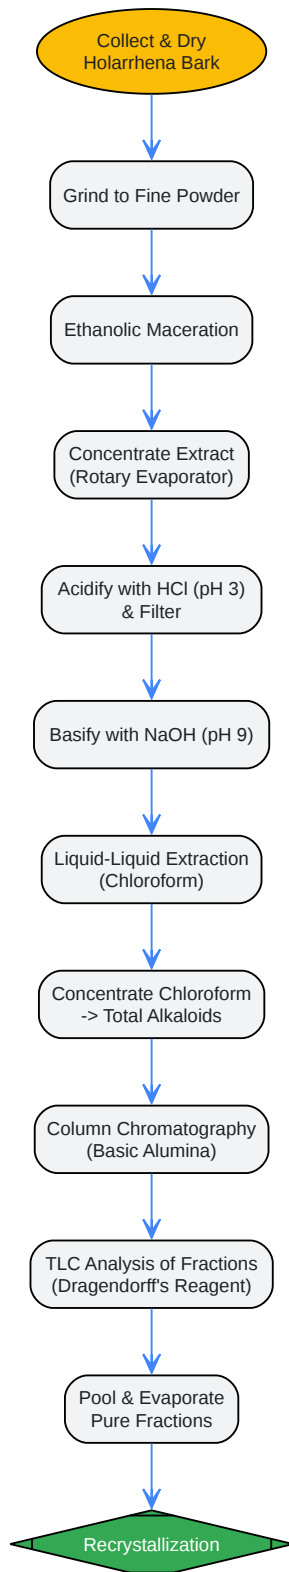 Collect & Dry
Holarrhena Bark
Grind to Fine Powder
Ethanolic Maceration
Concentrate Extract
(Rotary Evaporator)
Acidify with HCl (pH 3)
& Filter
Basify with NaOH (pH 9)
Liquid-Liquid Extraction
(Chloroform)
Concentrate Chloroform
-> Total Alkaloids
Column Chromatography
(Basic Alumina)
TLC Analysis of Fractions
(Dragendorff's Reagent)
Pool & Evaporate
Pure Fractions
Recrystallization